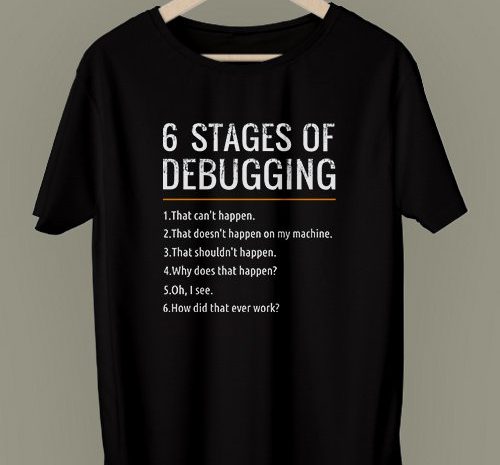 6 STAGES OF
DEBUGGING
1.That can't happen.
2.That doesn't happen on my machine.
3.That shouldn't happen.
4.Why does that happen?
5.Oh, I see.
6.How did that ever work?